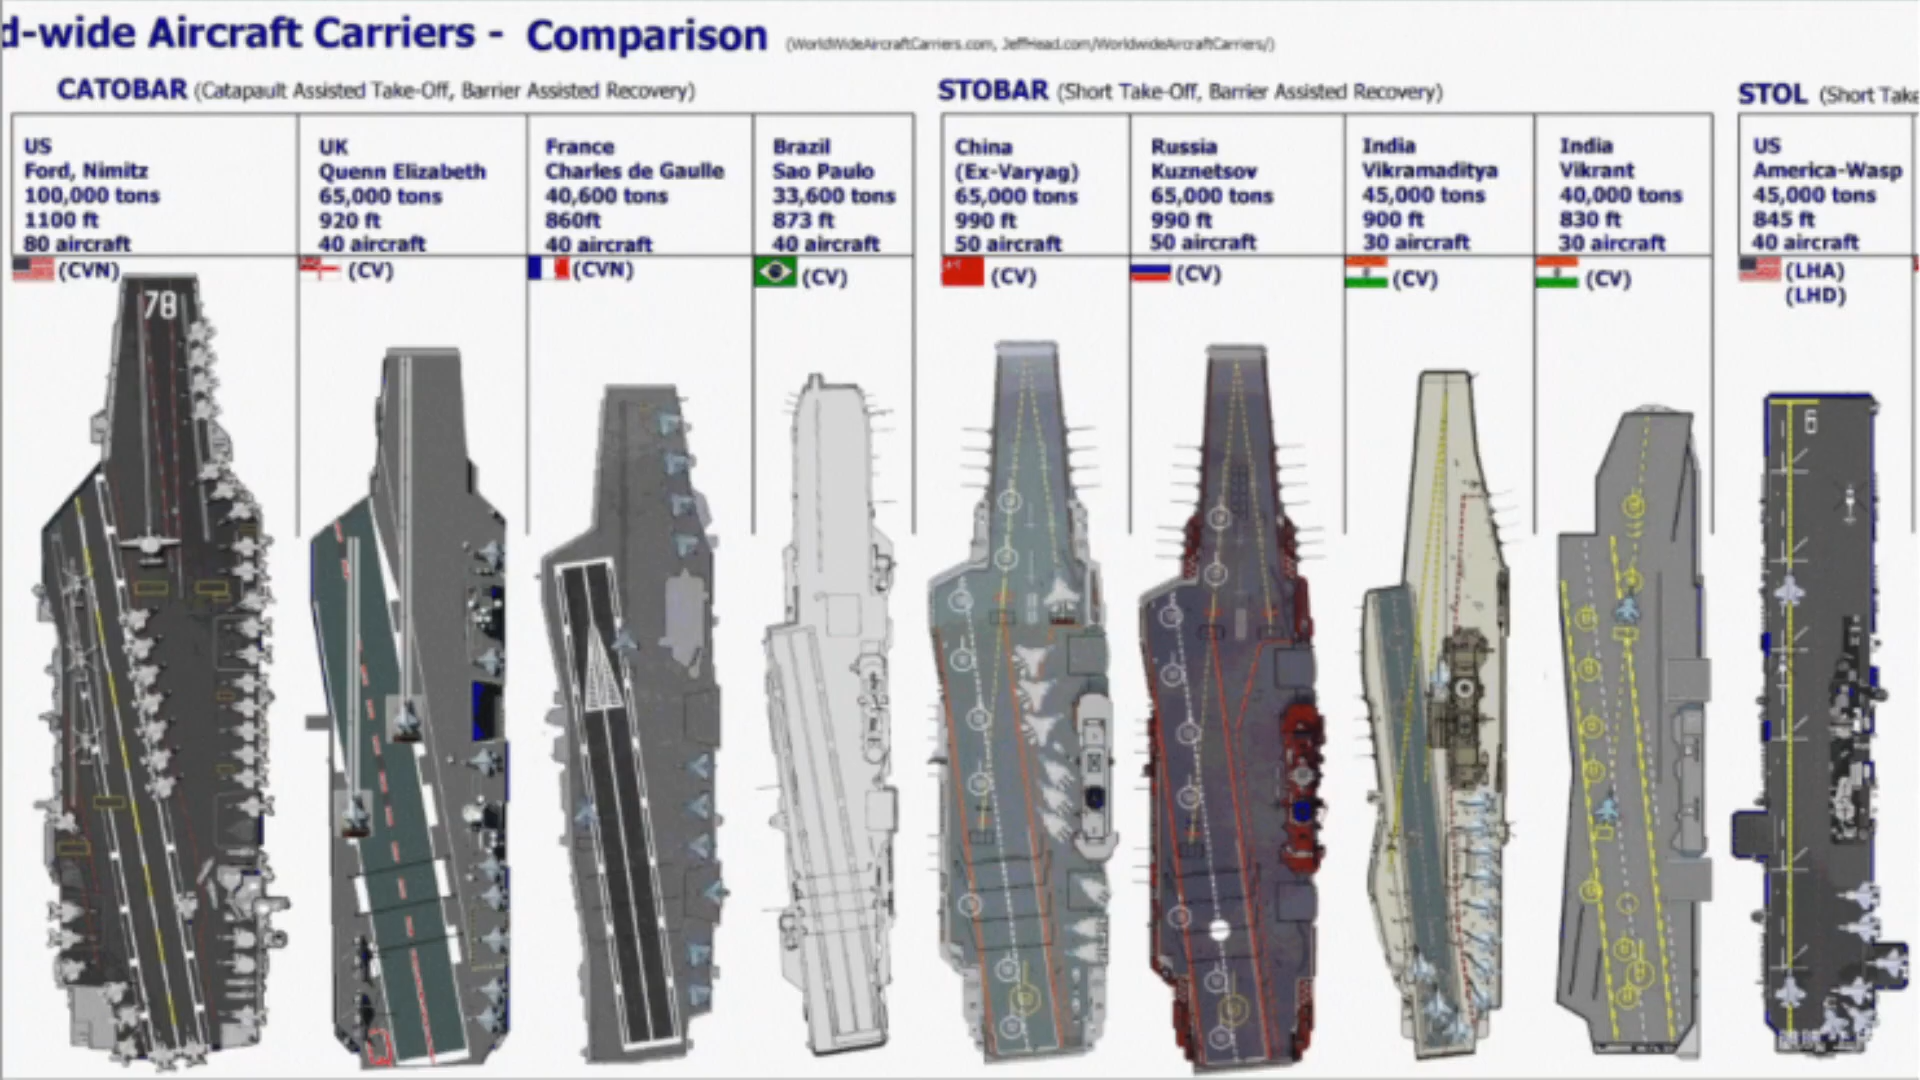 d-wide Aircraft Carriers - Comparison (WorldWideAircraftCarriers.com, JeffHead.com/WorldwideAircraftCarriers/)
CATOBAR (Catapault Assisted Take-Off, Barrier Assisted Recovery)
STOBAR (Short Take-Off, Barrier Assisted Recovery)
STOL (Short Take
US
Ford, Nimitz
100,000 tons
1100 ft
80 aircraft
(CVN)
78
UK
Quenn Elizabeth
65,000 tons
920 ft
40 aircraft
(CV)
France
Charles de Gaulle
40,600 tons
860ft
40 aircraft
(CVN)
Brazil
Sao Paulo
33,600 tons
873 ft
40 aircraft
(CV)
China
(Ex-Varyag)
65,000 tons
990 ft
50 aircraft
(CV)
Russia
Kuznetsov
65,000 tons
990 ft
50 aircraft
(CV)
India
Vikramaditya
45,000 tons
900 ft
30 aircraft
(CV)
India
Vikrant
40,000 tons
830 ft
30 aircraft
(CV)
US
America-Wasp
45,000 tons
845 ft
40 aircraft
(LHA)
(LHD)
6